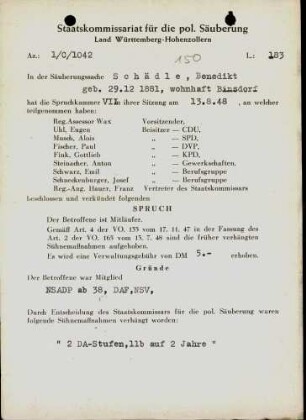 Staatskommissariat für die pol. Säuberung
Land Württemberg-Hohenzollern
Az.: 1/C/1042 150 L.: 183
In der Säuberungssache S c h ä d l e , Benedikt
geb. 29.12 1881, wohnhaft Binsdorf
hat die Spruchkammer VII in ihrer Sitzung am 13.8.48 , an welcher
teilgenommen haben:
Reg.Assessor Wax Vorsitzender,
Uhl, Eugen Beisitzer — CDU,
Munok, Alois „ — SPD,
Fischer, Paul „ — DVP,
Fink, Gottlieb „ — KPD,
Steinacher, Anton „ — Gewerkschaften,
Schwarz, Emil „ — Berufsgruppe
Schneckenburger, Josef „ — Berufsgruppe
Reg.-Ang. Hauer, Franz Vertreter des Staatskommissars
beschlossen und verkündet folgenden
SPRUCH
Der Betroffene ist Mitläufer.
Gemäß Art. 4 der VO. 133 vom 17. 11. 47 in der Fassung des
Art. 2 der VO. 165 vom 13. 7. 48 sind die früher verhängten
Sühnemaßnahmen aufgehoben.
Es wird eine Verwaltungsgebühr von DM 5.- erhoben.
Gründe
Der Betroffene war Mitglied
NSADP ab 38, DAF,NSV,
Durch Entscheidung des Staatskommissars für die pol. Säuberung waren
folgende Sühnemaßnahmen verhängt worden:
" 2 DA-Stufen,11b auf 2 Jahre "